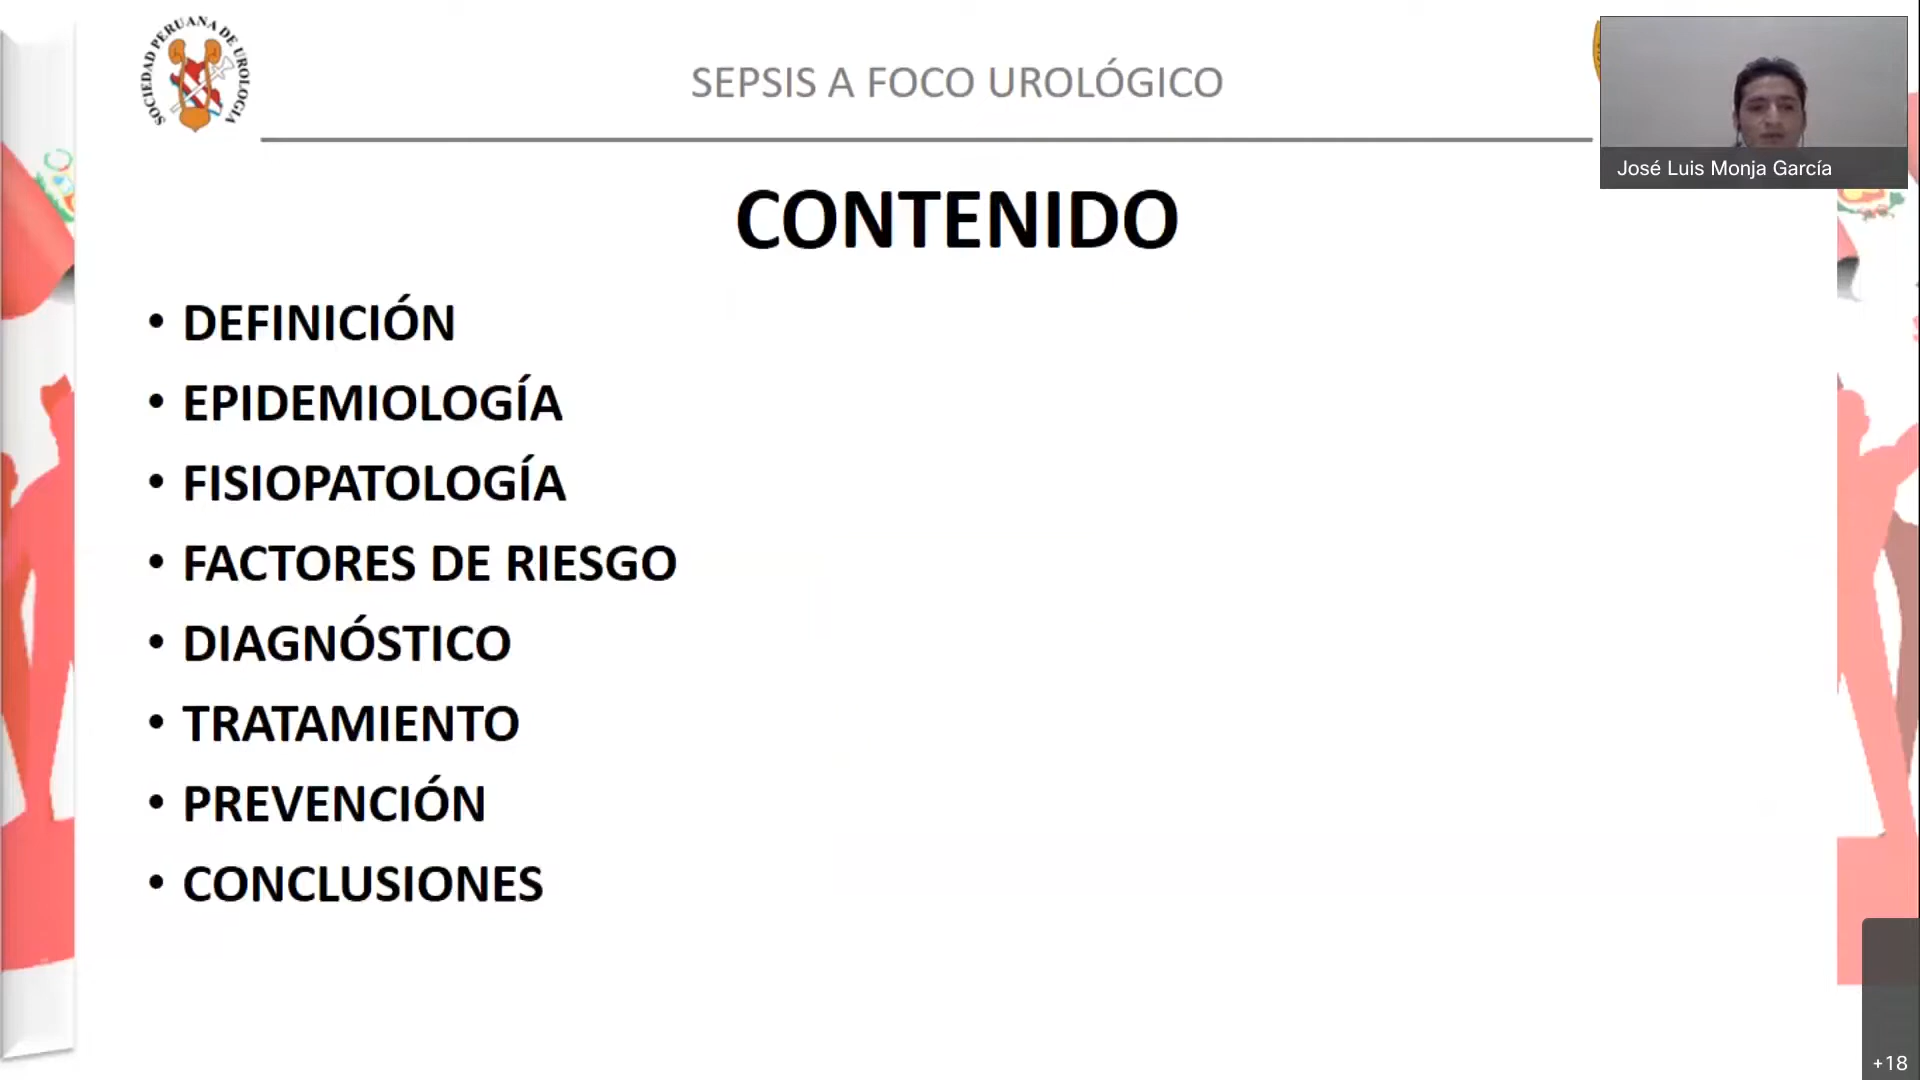 SOCIEDAD PERUANA DE UROLOGIA
SEPSIS A FOCO UROLÓGICO
José Luis Monja García
CONTENIDO
• DEFINICIÓN
• EPIDEMIOLOGÍA
• FISIOPATOLOGÍA
• FACTORES DE RIESGO
• DIAGNÓSTICO
• TRATAMIENTO
• PREVENCIÓN
• CONCLUSIONES
+18